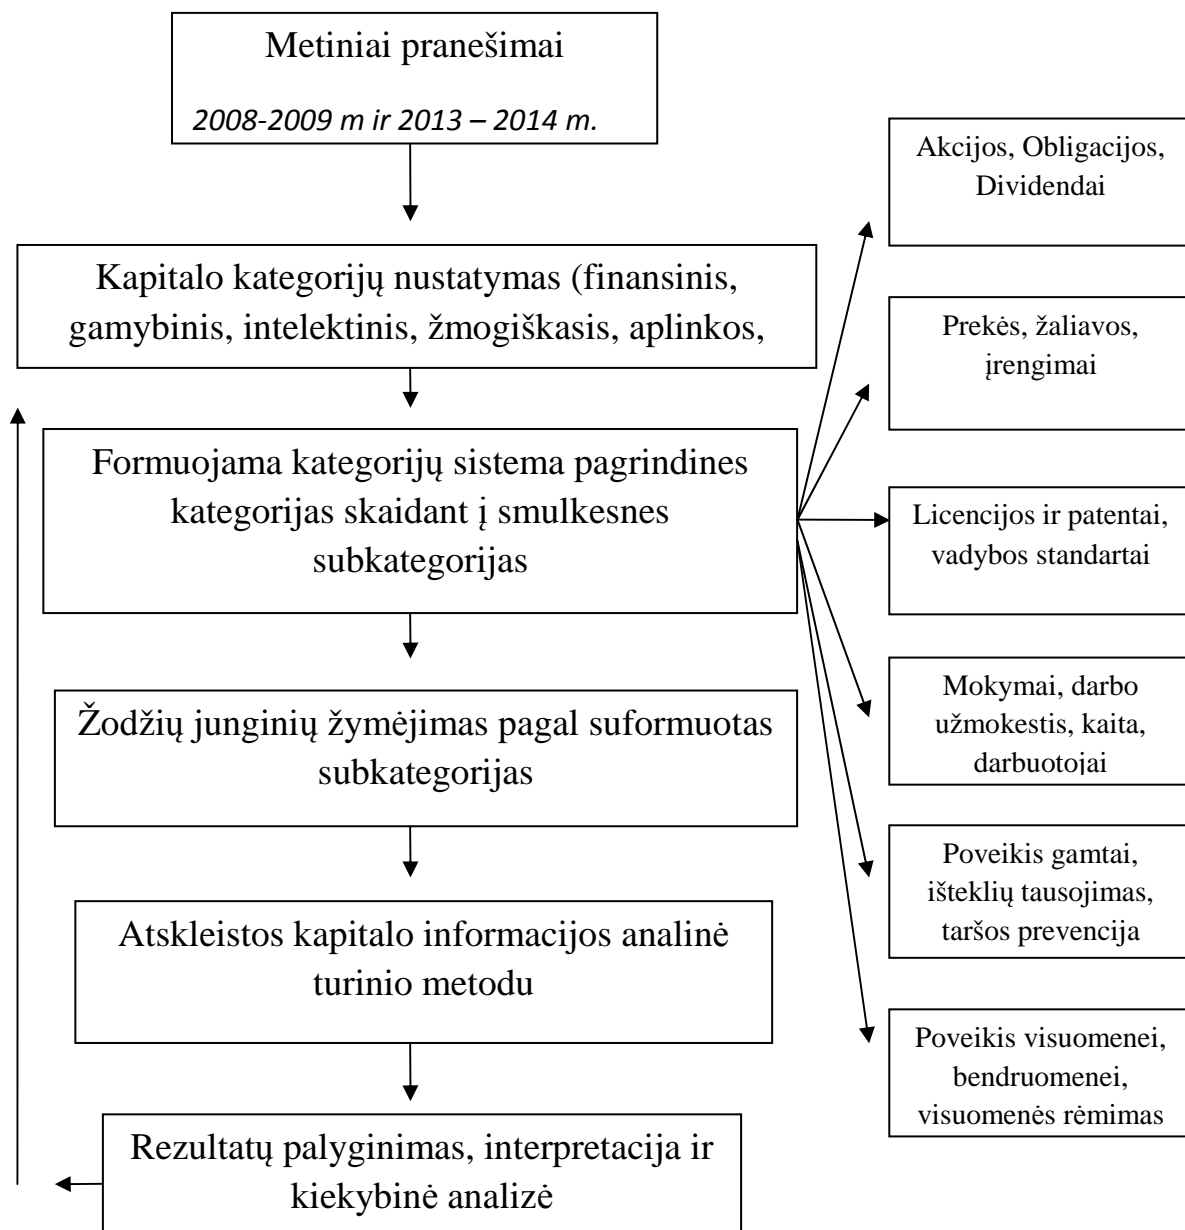 Metiniai pranešimai
2008-2009 m ir 2013 – 2014 m.
Kapitalo kategorijų nustatymas (finansinis,
gamybinis, intelektinis, žmogiškasis, aplinkos,
Formuojama kategorijų sistema pagrindines
kategorijas skaidant į smulkesnes
subkategorijas
Žodžių junginių žymėjimas pagal suformuotas
subkategorijas
Atskleistos kapitalo informacijos analinė
turinio metodu
Rezultatų palyginimas, interpretacija ir
kiekybinė analizė
Akcijos, Obligacijos,
Dividendai
Prekės, žaliavos,
įrengimai
Licencijos ir patentai,
vadybos standartai
Mokymai, darbo
užmokestis, kaita,
darbuotojai
Poveikis gamtai,
išteklių tausojimas,
taršos prevencija
Poveikis visuomenei,
bendruomenei,
visuomenės rėmimas